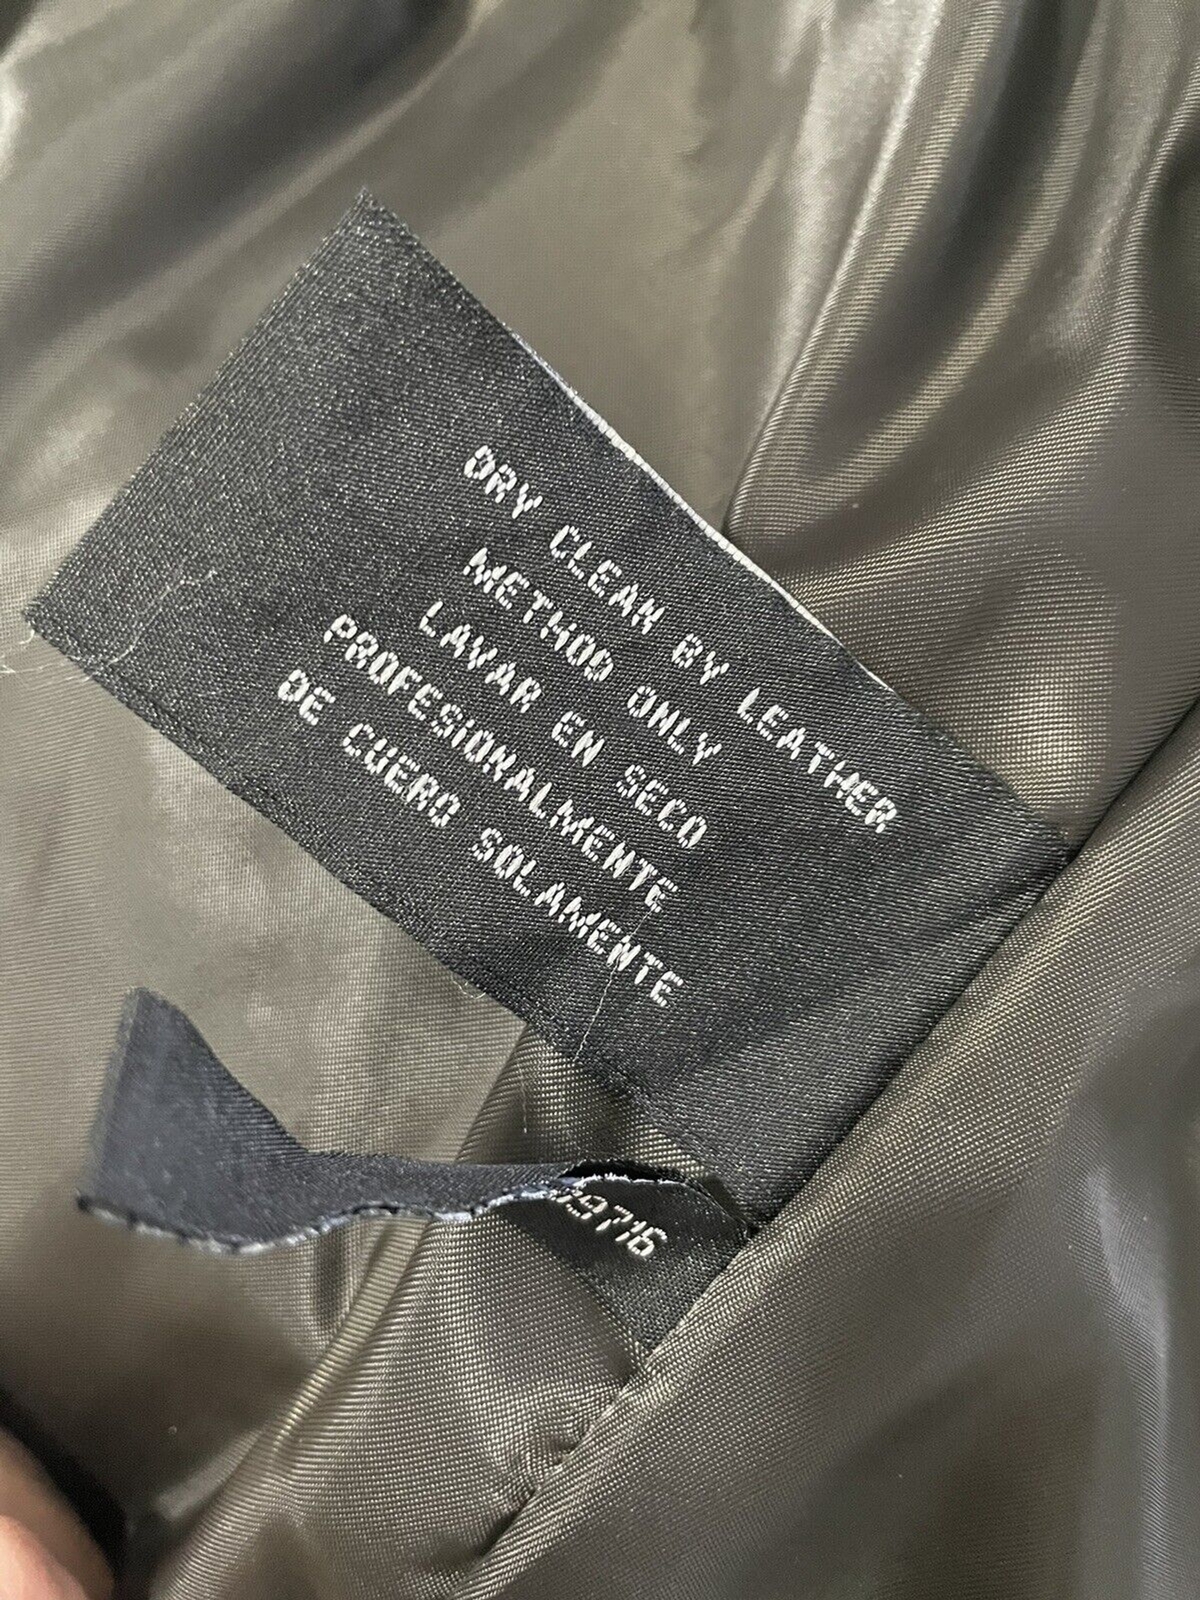 DRY CLEAN BY LEATHER
METHOD ONLY
LAVAR EN SECO
PROFESIONALMENTE
DE CUERO SOLAMENTE